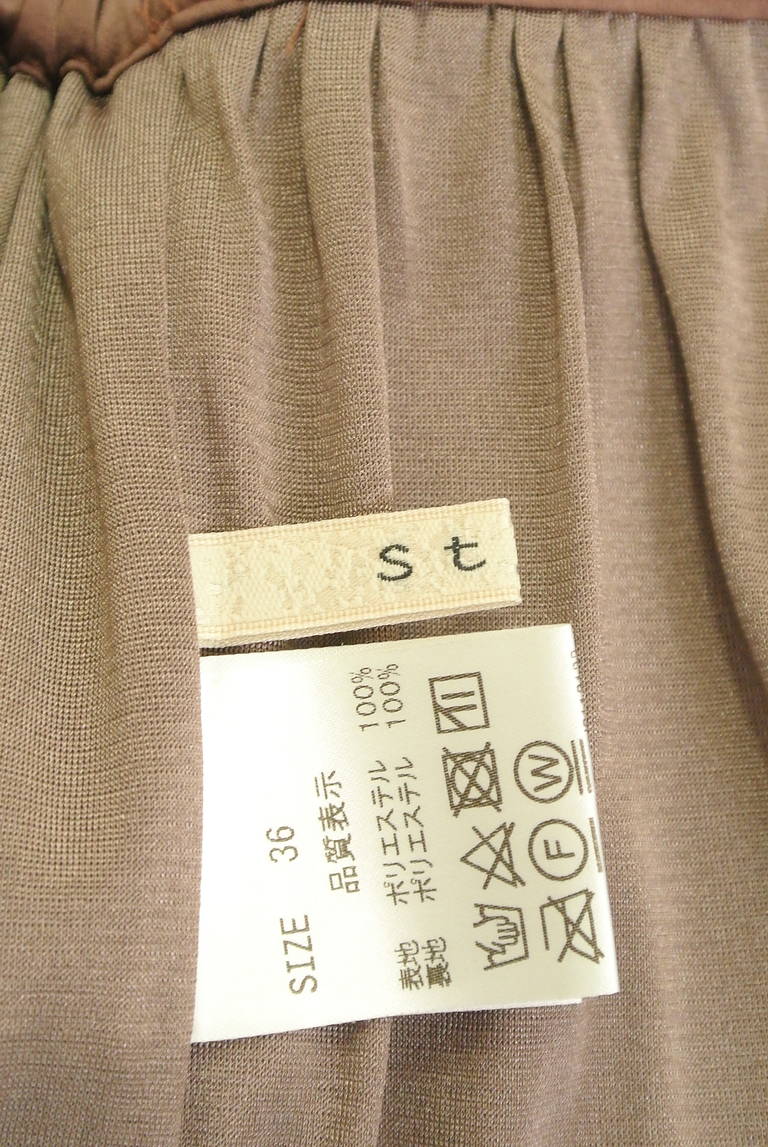 St
SIZE 36
品質表示
表地 ポリエステル 100%
裏地 ポリエステル 100%
F W